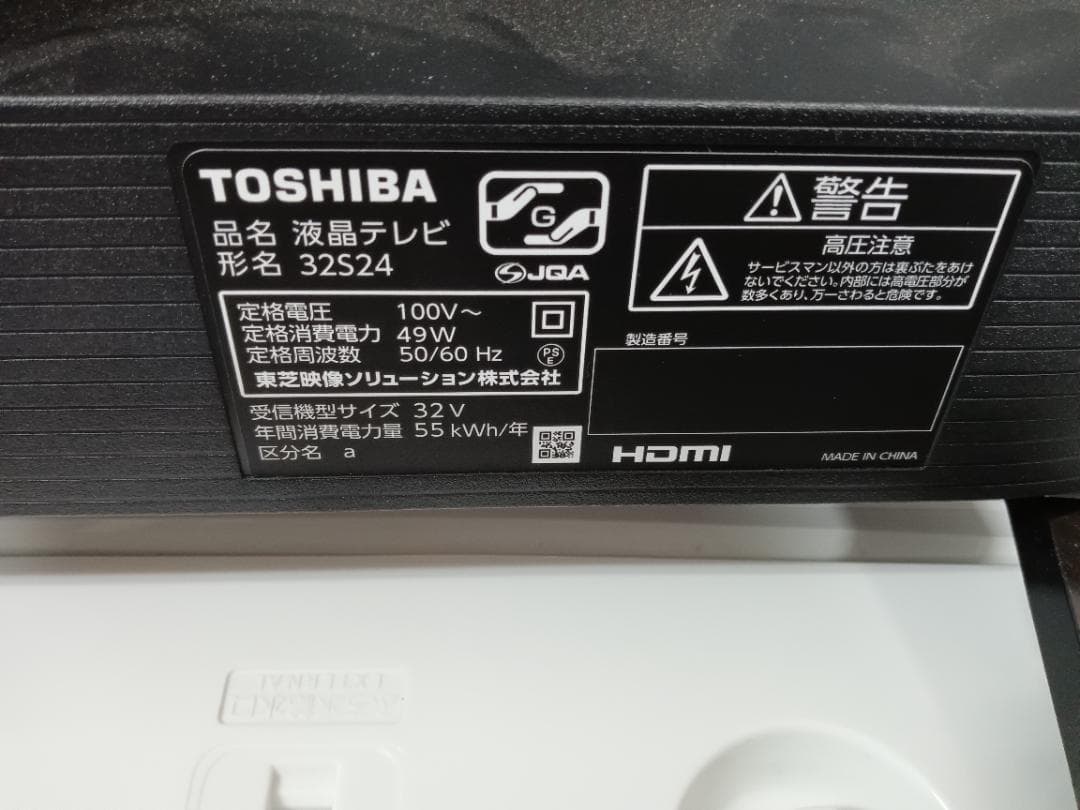 TOSHIBA
品名 液晶テレビ
形名 32S24
G
JQA
定格電圧 100V～
定格消費電力 49W
定格周波数 50/60 Hz
PS
E
東芝映像ソリューション株式会社
受信機型サイズ 32V
年間消費電力量 55 kWh/年
区分名 a
警告
高圧注意
サービスマン以外の方は裏ぶたをあけ
ないでください。内部には高電圧部分が
数多くあり、万一さわると危険です。
製造番号
HDMI
MADE IN CHINA